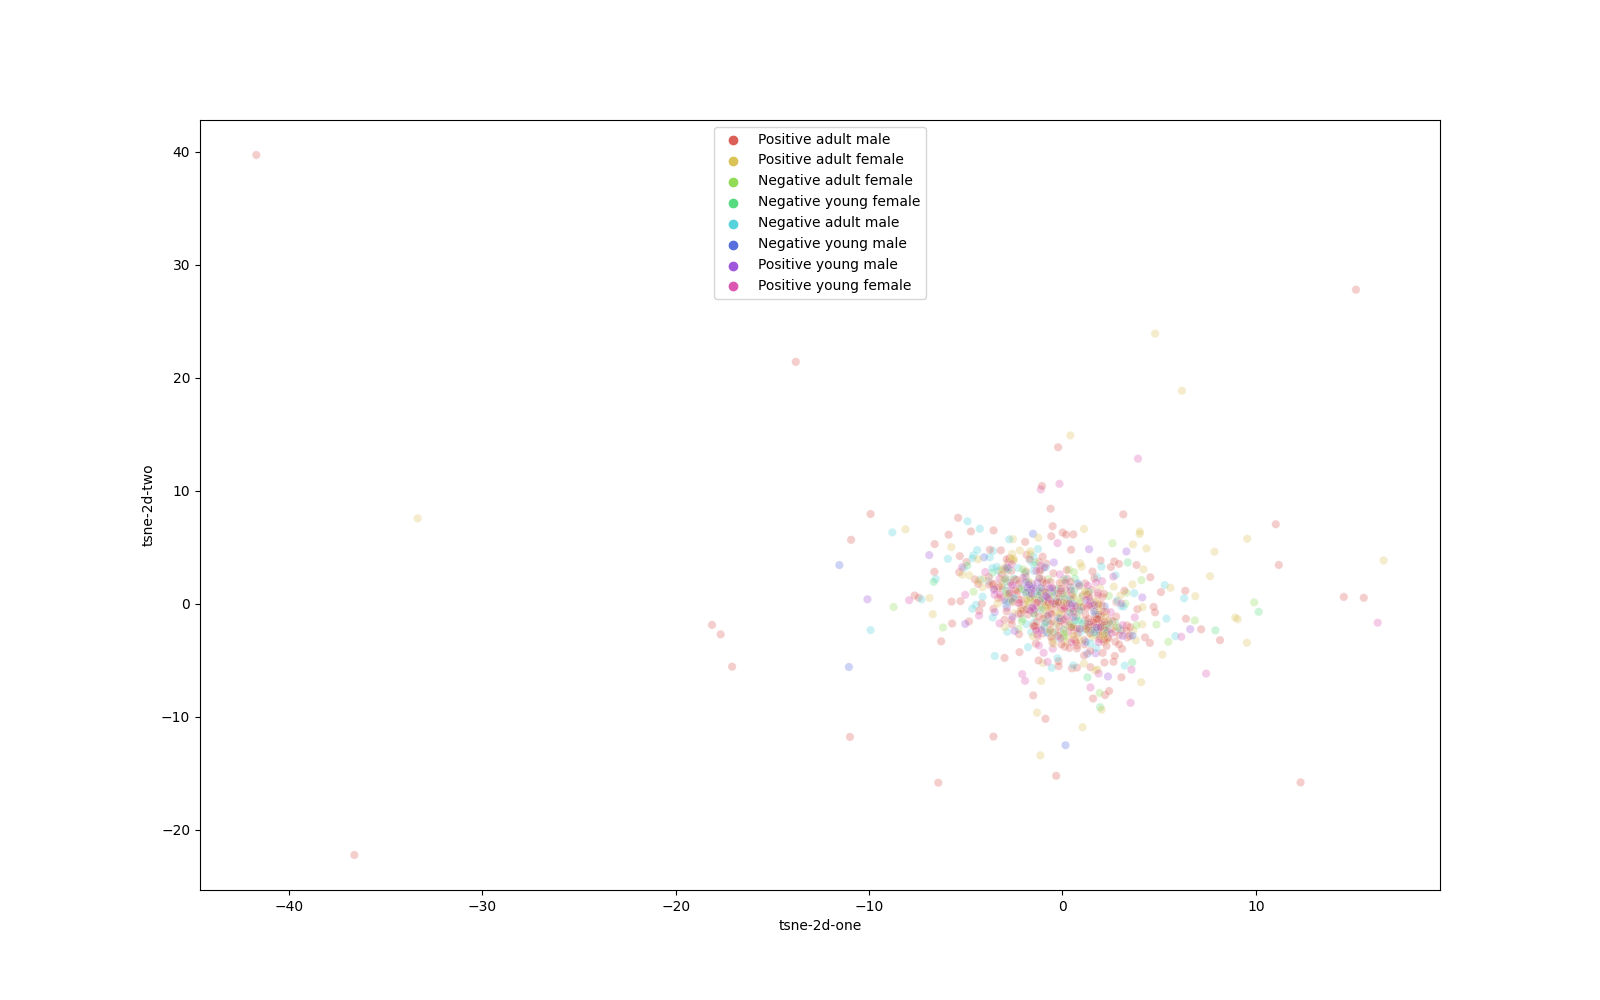 Positive adult male
Positive adult female
Negative adult female
Negative young female
Negative adult male
Negative young male
Positive young male
Positive young female
40
30
20
10
0
−10
−20
tsne-2d-two
−40
−30
−20
−10
0
10
tsne-2d-one